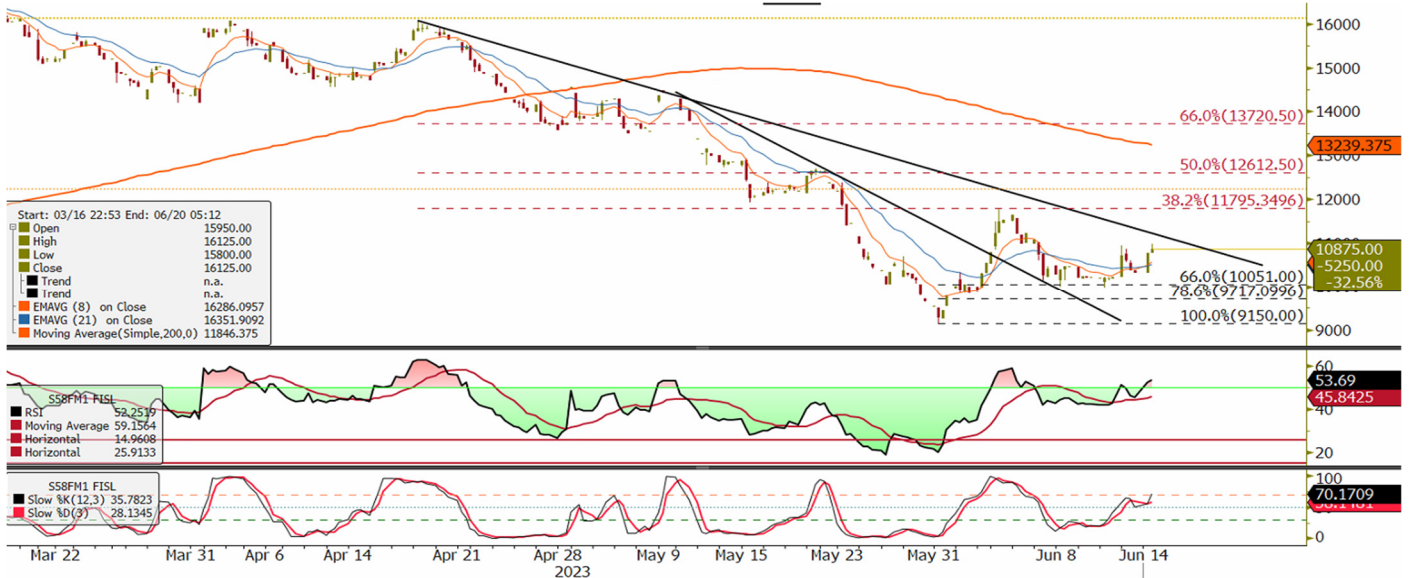 16000
15000
14000
66.0%(13720.50)
13239.375
13000
50.0%(12612.50)
12000
38.2%(11795.3496)
10875.00
-5250.00
-32.56%
66.0%(10051.00)
78.6%(9717.0996)
100.0%(9150.00)
9000
Start: 03/16 22:53 End: 06/20 05:12
Open 15950.00
High 16125.00
Low 15800.00
Close 16125.00
Trend n.a.
Trend n.a.
EMAVG (8) on Close 16286.0957
EMAVG (21) on Close 16351.9092
Moving Average(Simple,200,0) 11846.375
60
53.69
45.8425
40
20
S58FM1 FISL
RSI 52.2519
Moving Average 59.1564
Horizontal 14.9608
Horizontal 25.9133
S58FM1 FISL
Slow %K(12,3) 35.7823
Slow %D(3) 28.1345
100
70.1709
0
Mar 22 Mar 31 Apr 6 Apr 14 Apr 21 Apr 28 May 9 May 15 May 23 May 31 Jun 8 Jun 14
2023